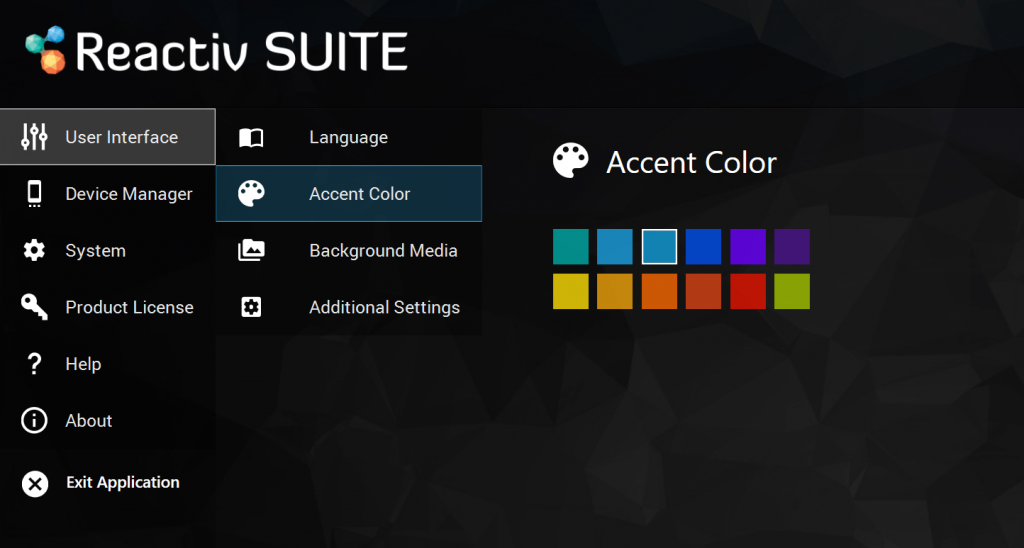 Reactiv SUITE
User Interface
Device Manager
System
Product License
Help
About
Exit Application
Language
Accent Color
Background Media
Additional Settings
Accent Color